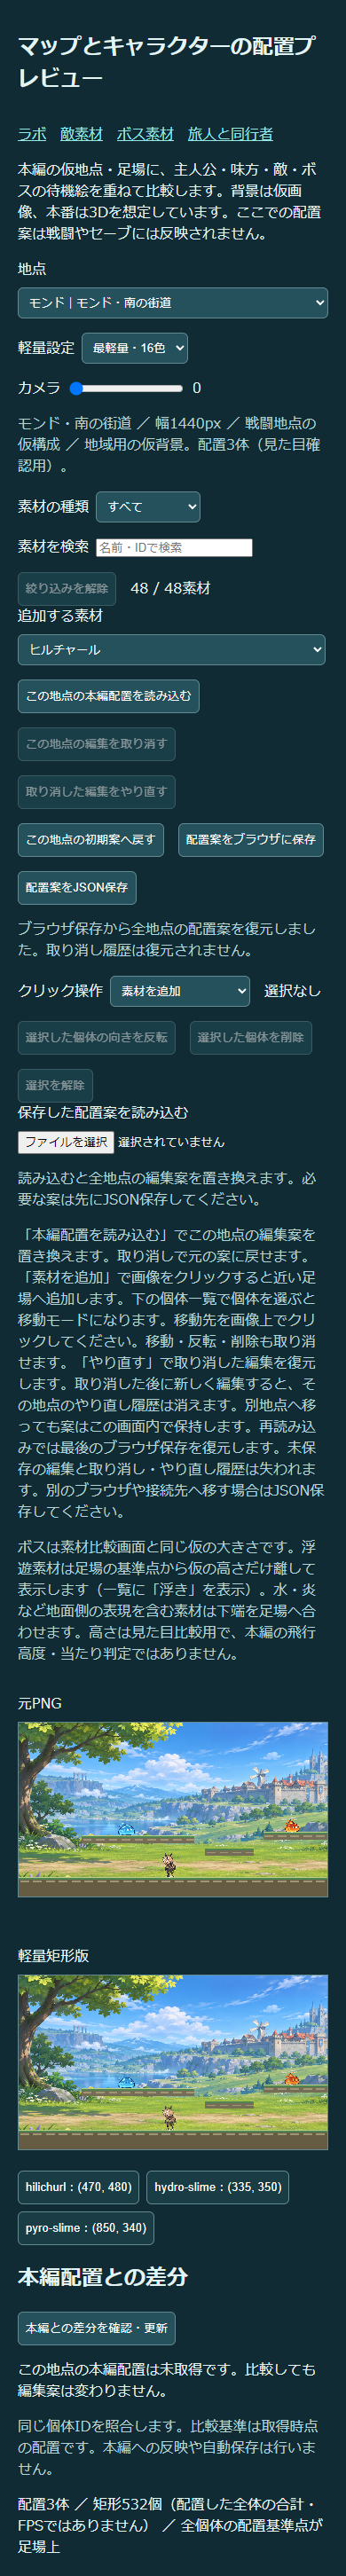 マップとキャラクターの配置プ
レビュー
ラボ 敵素材 ボス素材 旅人と同行者
本編の仮地点・足場に、主人公・味方・敵・ボ
スの待機絵を重ねて比較します。背景は仮画
像、本番は3Dを想定しています。ここでの配置
案は戦闘やセーブには反映されません。
地点
モンド｜モンド・南の街道
軽量設定 最軽量・16色
カメラ 0
モンド・南の街道 ／ 幅1440px ／ 戦闘地点の
仮構成 ／ 地域用の仮背景。配置3体（見た目確
認用）。
素材の種類 すべて
素材を検索 名前・IDで検索
絞り込みを解除 48 / 48素材
追加する素材
ヒルチャール
この地点の本編配置を読み込む
この地点の編集を取り消す
取り消した編集をやり直す
この地点の初期案へ戻す 配置案をブラウザに保存
配置案をJSON保存
ブラウザ保存から全地点の配置案を復元しまし
た。取り消し履歴は復元されません。
クリック操作 素材を追加 選択なし
選択した個体の向きを反転 選択した個体を削除
選択を解除
保存した配置案を読み込む
ファイルを選択 選択されていません
読み込むと全地点の編集案を置き換えます。必
要な案は先にJSON保存してください。
「本編配置を読み込む」でこの地点の編集案を
置き換えます。取り消しで元の案に戻せます。
「素材を追加」で画像をクリックすると近い足
場へ追加します。下の個体一覧で個体を選ぶと
移動モードになります。移動先を画像上でクリ
ックしてください。移動・反転・削除も取り消
せます。「やり直す」で取り消した編集を復元
します。取り消した後に新しく編集すると、そ
の地点のやり直し履歴は消えます。別地点へ移
っても案はこの画面内で保持します。再読み込
みでは最後のブラウザ保存を復元します。未保
存の編集と取り消し・やり直し履歴は失われま
す。別のブラウザや接続先へ移す場合はJSON保
存してください。
ボスは素材比較画面と同じ仮の大きさです。浮
遊素材は足場の基準点から仮の高さだけ離して
表示します（一覧に「浮き」を表示）。水・炎
など地面側の表現を含む素材は下端を足場へ合
わせます。高さは見た目比較用で、本編の飛行
高度・当たり判定ではありません。
元PNG
軽量矩形版
hilichurl：(470, 480) hydro-slime：(335, 350)
pyro-slime：(850, 340)
本編配置との差分
本編との差分を確認・更新
この地点の本編配置は未取得です。比較しても
編集案は変わりません。
同じ個体IDを照合します。比較基準は取得時点
の配置です。本編への反映や自動保存は行いま
せん。
配置3体 ／ 矩形532個（配置した全体の合計・
FPSではありません） ／ 全個体の配置基準点が
足場上